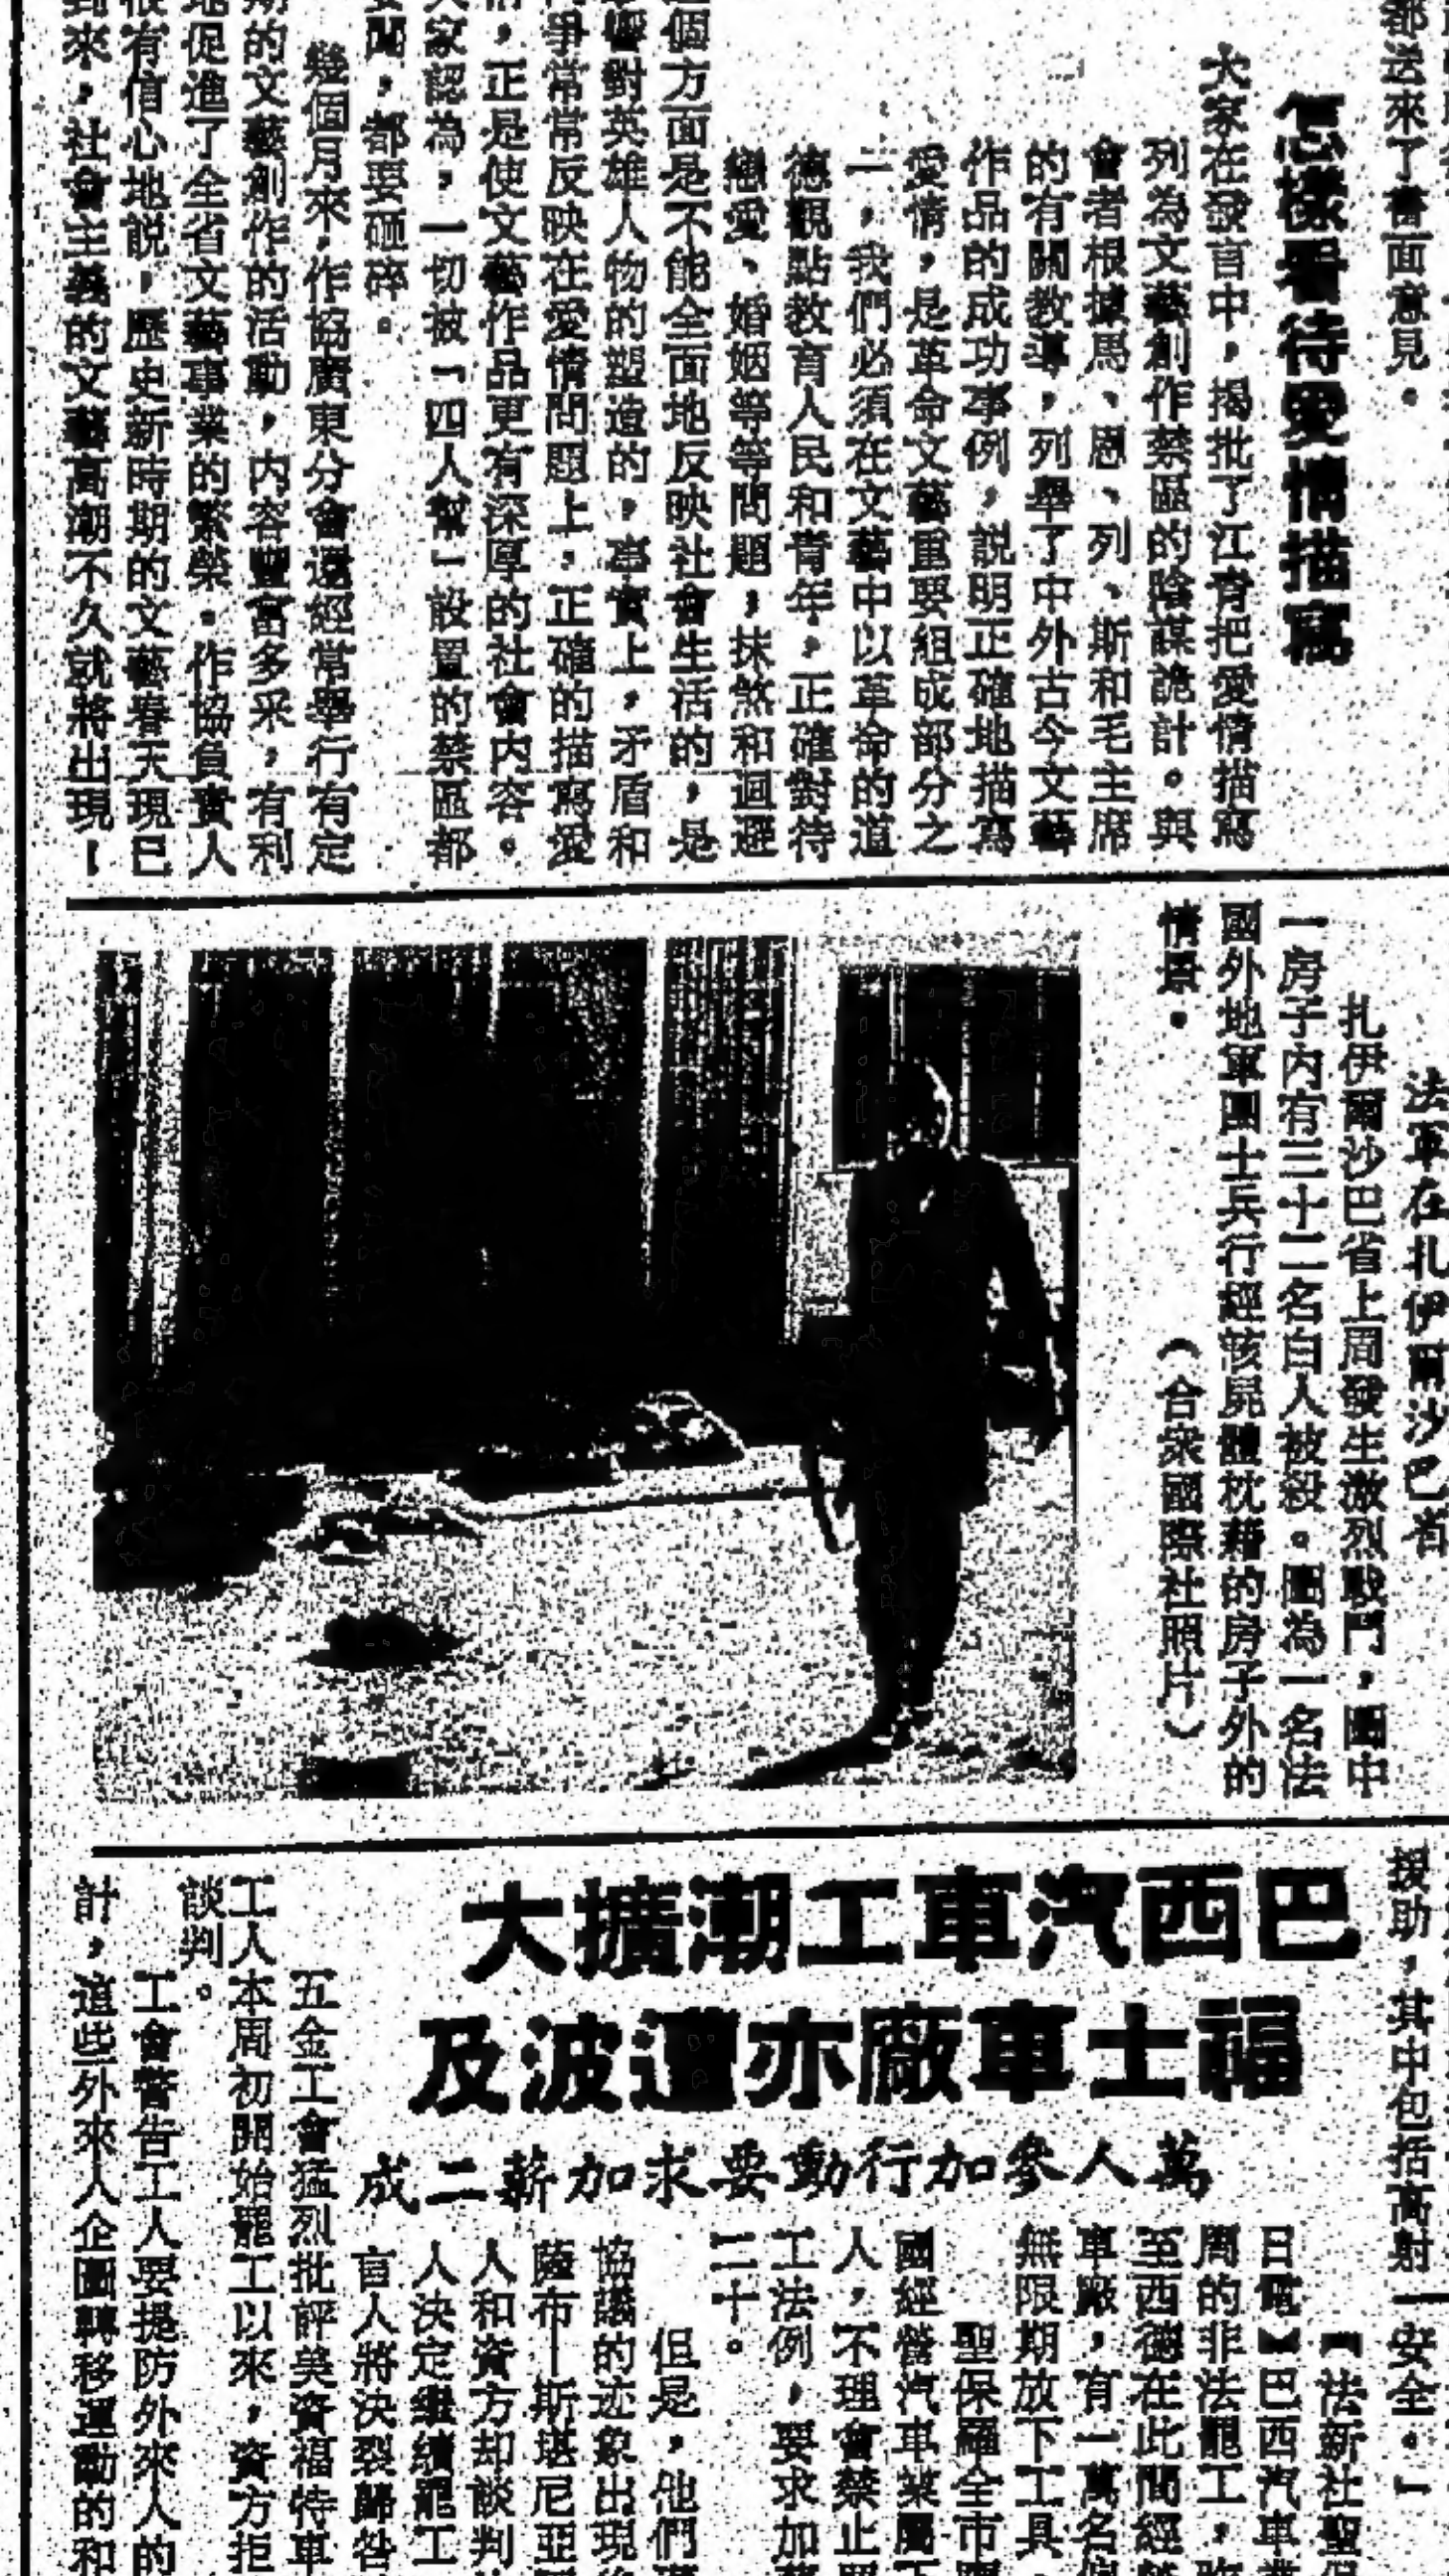 都送來了書面意見。
怎樣看待愛情描寫
大家在發言中，揭批了江青把愛情描寫
列為文藝創作禁區的陰謀詭計。與
會者根據馬、恩、列、斯和毛主席
的有關教導，列舉了中外古今文藝
作品的成功事例，説明正確地描寫
愛情，是革命文藝重要組成部分之
一，我們必須在文藝中以革命的道
德觀點教育人民和青年，正確對待
戀愛、婚姻等等問題；抹煞和迴避
個方面是不能全面地反映社會生活的，是
響對英雄人物的塑造的，事實上，矛盾和
爭常常反映在愛情問題上，正確的描寫愛
，正是使文藝作品更有深厚的社會内容。
家認為，一切被「四人幫」設置的禁區都
闖，都要砸碎。
幾個月來，作協廣東分會還經常舉行有定
的文藝創作的活動，内容豐富多采，有利
促進了全省文藝事業的繁榮。作協負責人
有信心地説，歷史新時期的文藝春天現已
來，社會主義的文藝高潮不久就將出現！
法軍在扎伊爾沙巴省
扎伊爾沙巴省上周發生激烈戰鬥，圖中
一房子内有三十二名白人被殺。圖為一名法
國外地軍團士兵行經該屍體枕藉的房子外的
情景。
（合衆國際社照片）
援助，其中包括高射
安全。」
巴西汽車工潮擴大
福士車廠亦遭波及
萬人參加行動要求加薪二成
【法新社聖
日電】巴西汽車
周的非法罷工，
至西德在此間經
車廠，有一萬名
無限期放下工具，
聖保羅全市
國經營汽車業
人，不理會禁止
工法例，要求加
二十。
但是，他們
協議的迹象出現
薩布—斯堪尼亞
人和資方却談判
人決定繼續罷工
言人將決裂歸咎
五金工會猛烈批評美資福特車
工人本周初開始罷工以來，資方拒
談判。
工會警告工人要提防外來人的
計，這些外來人企圖轉移運動的和